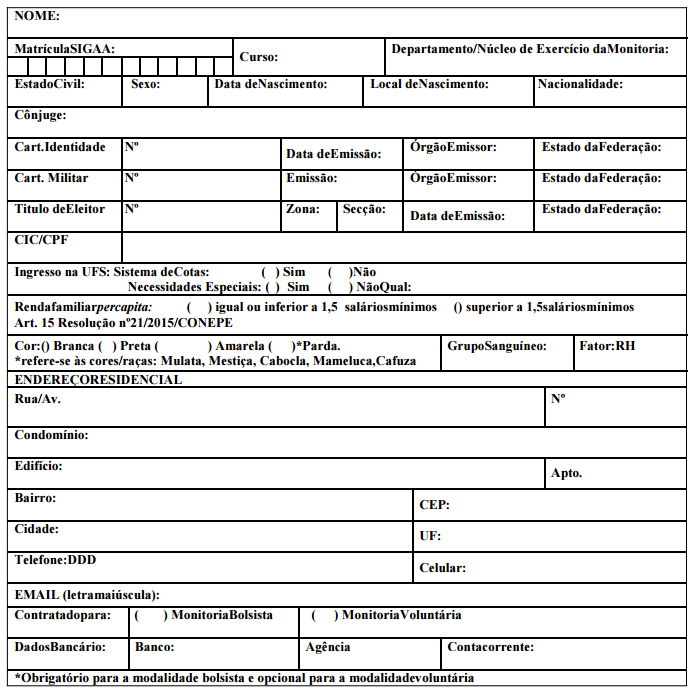 NOME:
MatrículaSIGAA:
Curso:
Departamento/Núcleo de Exercício daMonitoria:
EstadoCivil: Sexo: Data deNascimento: Local deNascimento: Nacionalidade:
Cônjuge:
Cart.Identidade Nº Data deEmissão: ÓrgãoEmissor: Estado daFederação:
Cart. Militar Nº Emissão: ÓrgãoEmissor: Estado daFederação:
Titulo deEleitor Nº Zona: Secção: Data deEmissão: Estado daFederação:
CIC/CPF
Ingresso na UFS: Sistema deCotas: ( ) Sim ( )Não
Necessidades Especiais: ( ) Sim ( ) NãoQual:
Rendafamiliarpercapita: ( ) igual ou inferior a 1,5 saláriosmínimos () superior a 1,5saláriosmínimos
Art. 15 Resolução nº21/2015/CONEPE
Cor:() Branca ( ) Preta ( ) Amarela ( )*Parda. GrupoSanguíneo: Fator:RH
*refere-se às cores/raças: Mulata, Mestiça, Cabocla, Mameluca,Cafuza
ENDEREÇORESIDENCIAL
Rua/Av. Nº
Condomínio:
Edifício: Apto.
Bairro: CEP:
Cidade: UF:
Telefone:DDD Celular:
EMAIL (letramaiúscula):
Contratadopara: ( ) MonitoriaBolsista ( ) MonitoriaVoluntária
DadosBancário: Banco: Agência Contacorrente:
*Obrigatório para a modalidade bolsista e opcional para a modalidadevoluntária